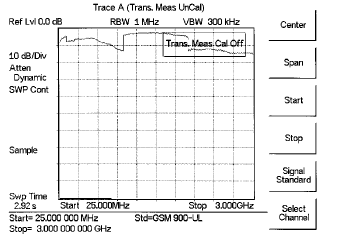 Trace A (Trans. Meas UnCal)
Ref Lvl 0.0 dB RBW 1 MHz VBW 300 kHz
Trans. Meas Cal Off
10 dB/Div
Atten
Dynamic
SWP Cont
Sample
Swp Time
2.92 s Start 25.000MHz Stop 3.000GHz
Start= 25.000 000 MHz Std=GSM 900-UL
Stop= 3.000 000 000 GHz
Center
Span
Start
Stop
Signal
Standard
Select
Channel